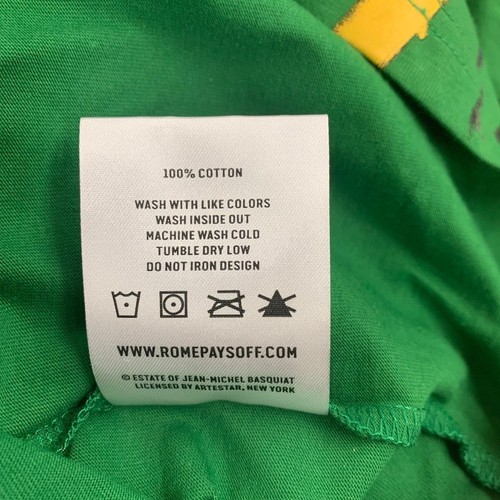 100% COTTON
WASH WITH LIKE COLORS
WASH INSIDE OUT
MACHINE WASH COLD
TUMBLE DRY LOW
DO NOT IRON DESIGN
WWW.ROMEPAYSOFF.COM
© ESTATE OF JEAN-MICHEL BASQUIAT
LICENSED BY ARTESTAR, NEW YORK